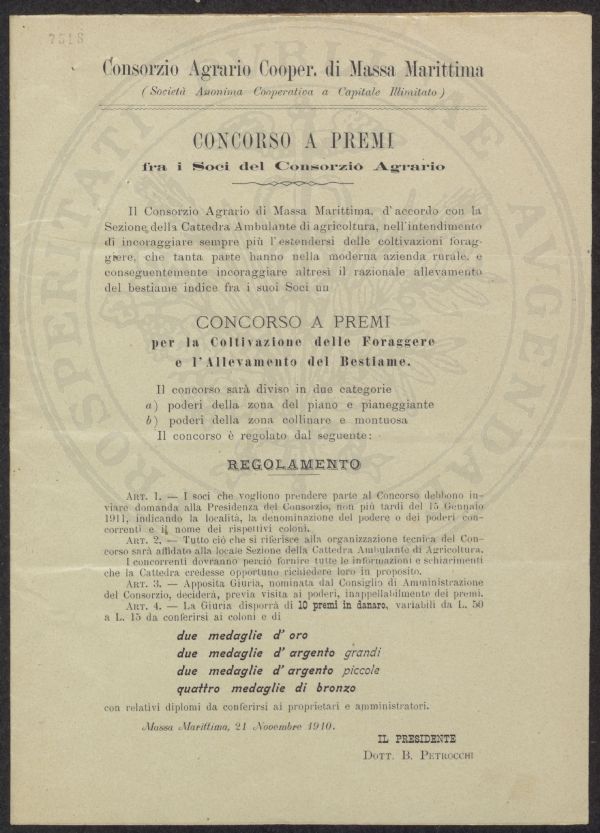 7518
Consorzio Agrario Cooper. di Massa Marittima
(Società Anonima Cooperativa a Capitale Illimitato)
CONCORSO A PREMI
fra i Soci del Consorzio Agrario
Il Consorzio Agrario di Massa Marittima, d'accordo con la
Sezione della Cattedra Ambulante di agricoltura, nell'intendimento
di incoraggiare sempre più l'estendersi delle coltivazioni forag-
giere, che tanta parte hanno nella moderna azienda rurale, e
conseguentemente incoraggiare altresì il razionale allevamento
del bestiame indice fra i suoi Soci un
CONCORSO A PREMI
per la Coltivazione delle Foraggere
e l'Allevamento del Bestiame.
Il concorso sarà diviso in due categorie
a) poderi della zona del piano e pianeggiante
b) poderi della zona collinare e montuosa
Il concorso è regolato dal seguente:
REGOLAMENTO
ART. 1. — I soci che vogliono prendere parte al Concorso debbono in-
viare domanda alla Presidenza del Consorzio, non più tardi del 15 Gennaio
1911, indicando la località, la denominazione del podere o dei poderi con-
correnti e il nome dei rispettivi coloni.
ART. 2. — Tutto ciò che si riferisce alla organizzazione tecnica del Con-
corso sarà affidato alla locale Sezione della Cattedra Ambulante di Agricoltura.
I concorrenti dovranno perciò fornire tutte le informazioni e schiarimenti
che la Cattedra credesse opportuno richiedere loro in proposito.
ART. 3. — Apposita Giuria, nominata dal Consiglio di Amministrazione
del Consorzio, deciderà, previa visita ai poderi, inappellabilmente dei premi.
ART. 4. — La Giuria disporrà di 10 premi in danaro, variabili da L. 50
a L. 15 da conferirsi ai coloni e di
due medaglie d'oro
due medaglie d'argento grandi
due medaglie d'argento piccole
quattro medaglie di bronzo
con relativi diplomi da conferirsi ai proprietari e amministratori.
Massa Marittima, 21 Novembre 1910.
IL PRESIDENTE
DOTT. B. PETROCCHI
PROSPERITATI PUBLICAE AUGENDAE